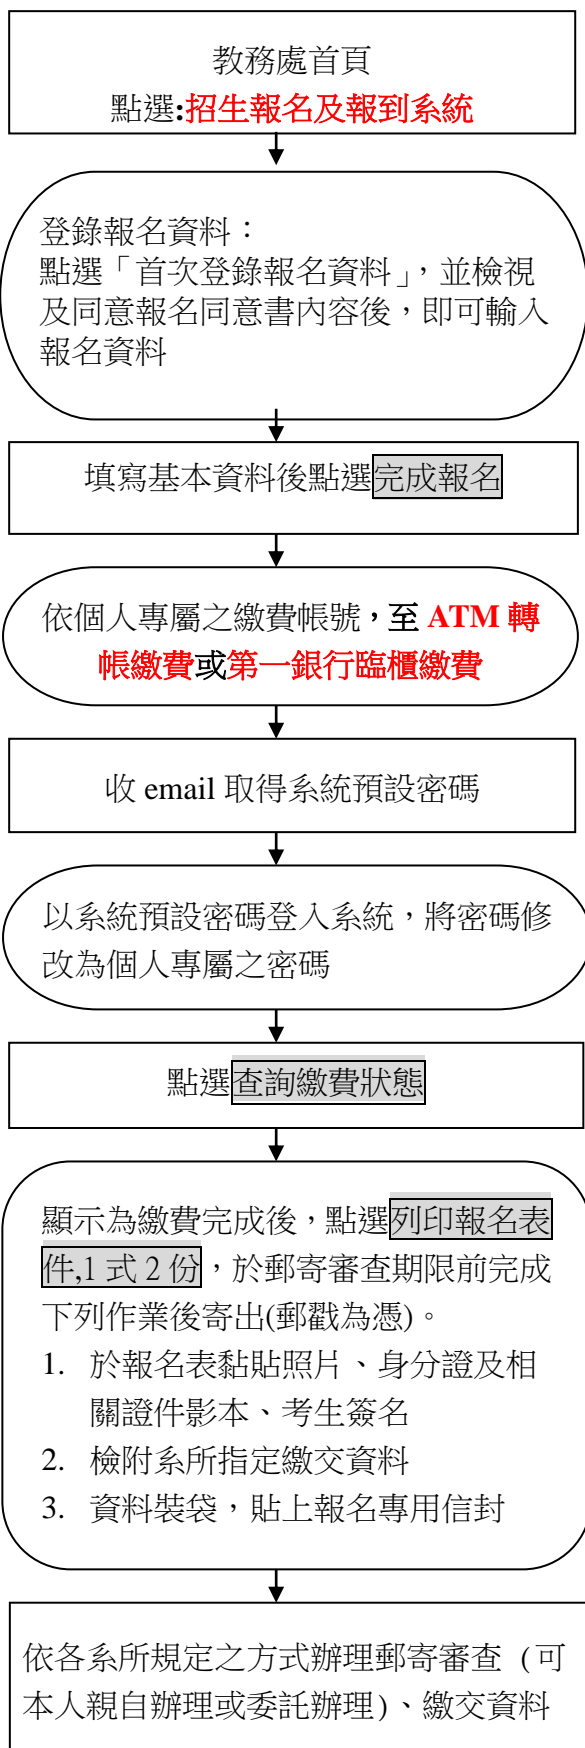 教務處首頁
點選:招生報名及報到系統
登錄報名資料：
點選「首次登錄報名資料」，並檢視
及同意報名同意書內容後，即可輸入
報名資料
填寫基本資料後點選完成報名
依個人專屬之繳費帳號，至 ATM 轉
帳繳費或第一銀行臨櫃繳費
收 email 取得系統預設密碼
以系統預設密碼登入系統，將密碼修
改為個人專屬之密碼
點選查詢繳費狀態
顯示為繳費完成後，點選列印報名表
件,1 式 2 份，於郵寄審查期限前完成
下列作業後寄出(郵戳為憑)。
1. 於報名表黏貼照片、身分證及相
關證件影本、考生簽名
2. 檢附系所指定繳交資料
3. 資料裝袋，貼上報名專用信封
依各系所規定之方式辦理郵寄審查 (可
本人親自辦理或委託辦理)、繳交資料